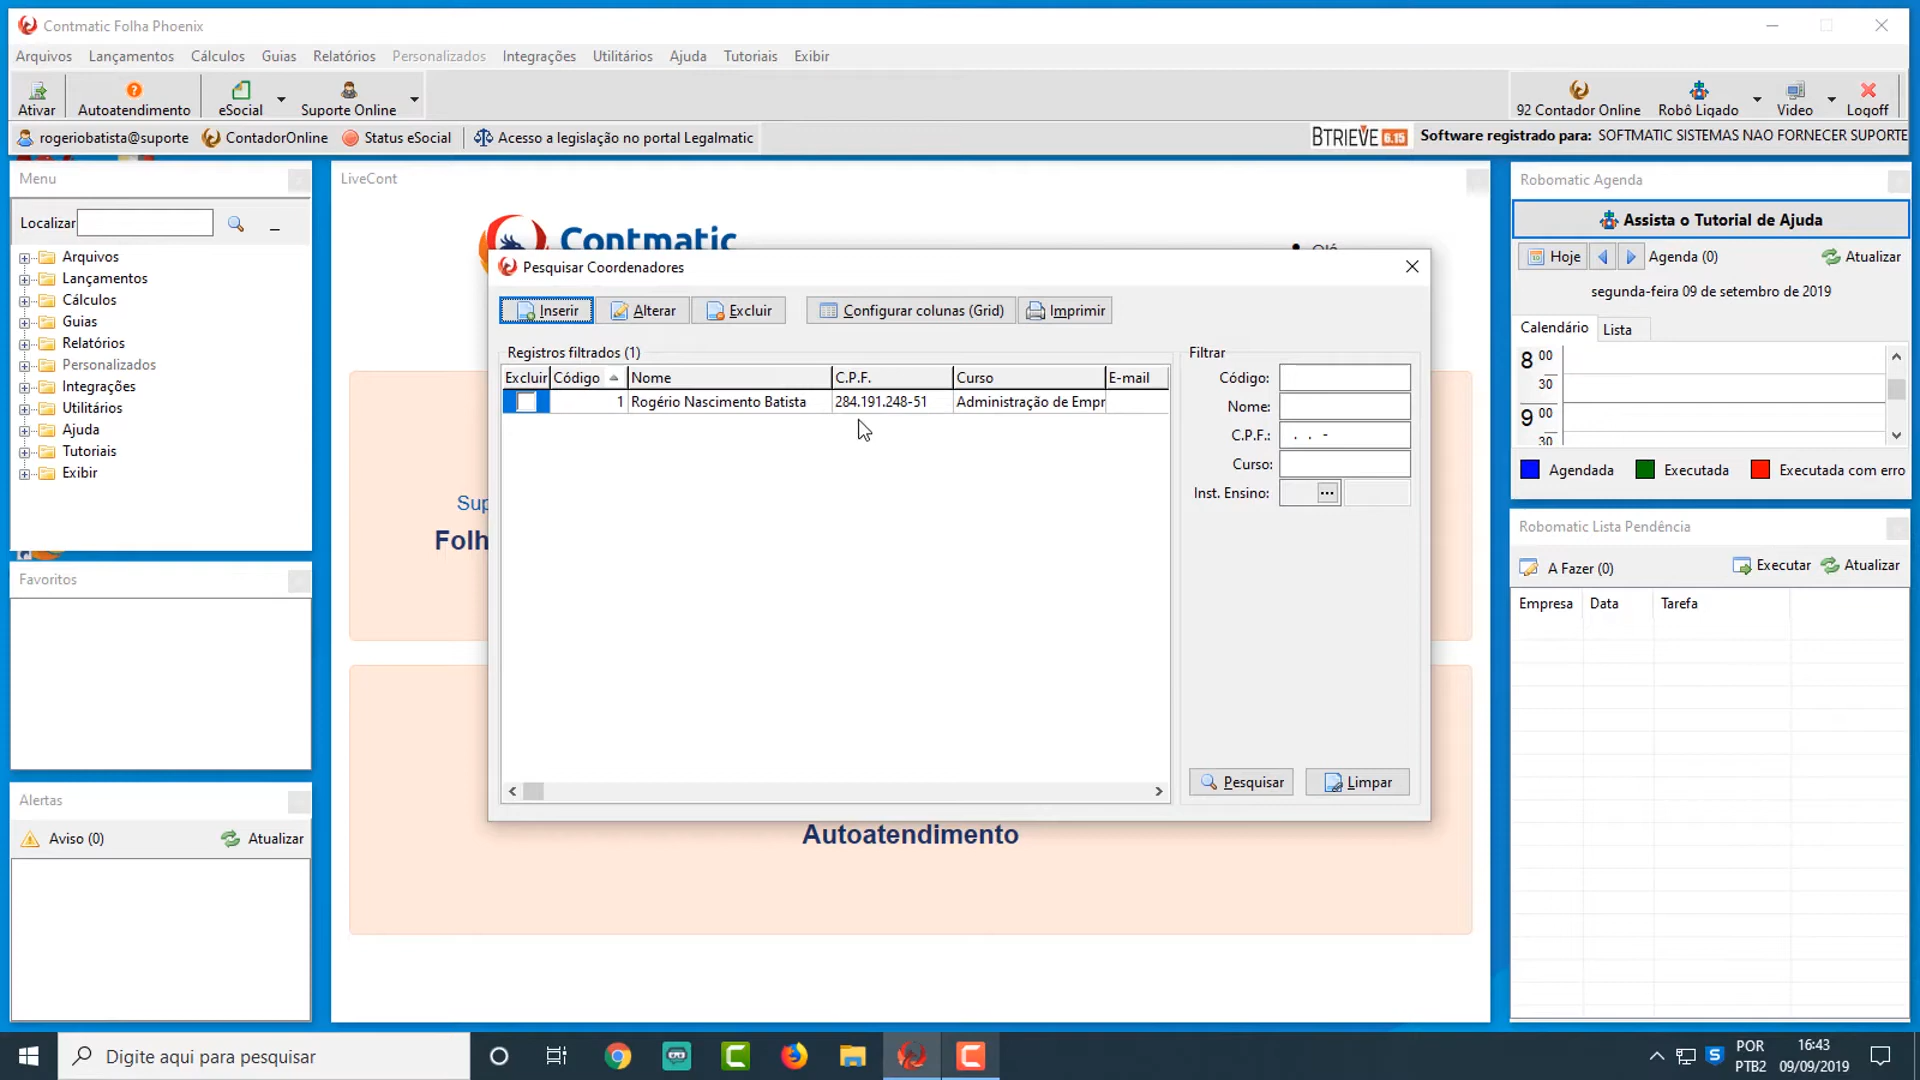 Contmatic Folha Phoenix
Arquivos Lançamentos Cálculos Guias Relatórios Personalizados Integrações Utilitários Ajuda Tutoriais Exibir
Ativar Autoatendimento eSocial Suporte Online 92 Contador Online Robô Ligado Video Logoff
rogeriobatista@suporte ContadorOnline Status eSocial Acesso a legislação no portal Legalmatic BTRIEVE 6.15 Software registrado para: SOFTMATIC SISTEMAS NAO FORNECER SUPORTE
Menu
Localizar
Arquivos
Lançamentos
Cálculos
Guias
Relatórios
Personalizados
Integrações
Utilitários
Ajuda
Tutoriais
Exibir
Favoritos
Alertas
Aviso (0) Atualizar
LiveCont
Contmatic
Olá
Sup
Folh
Autoatendimento
Pesquisar Coordenadores
Inserir Alterar Excluir Configurar colunas (Grid) Imprimir
Registros filtrados (1)
Excluir Código Nome C.P.F. Curso E-mail
1 Rogério Nascimento Batista 284.191.248-51 Administração de Empr
Filtrar
Código:
Nome:
C.P.F.: . . -
Curso:
Inst. Ensino: ...
Pesquisar Limpar
Robomatic Agenda
Assista o Tutorial de Ajuda
Hoje Agenda (0) Atualizar
segunda-feira 09 de setembro de 2019
Calendário Lista
8 00
30
9 00
30
Agendada Executada Executada com erro
Robomatic Lista Pendência
A Fazer (0) Executar Atualizar
Empresa Data Tarefa
Digite aqui para pesquisar
POR
PTB2
16:43
09/09/2019